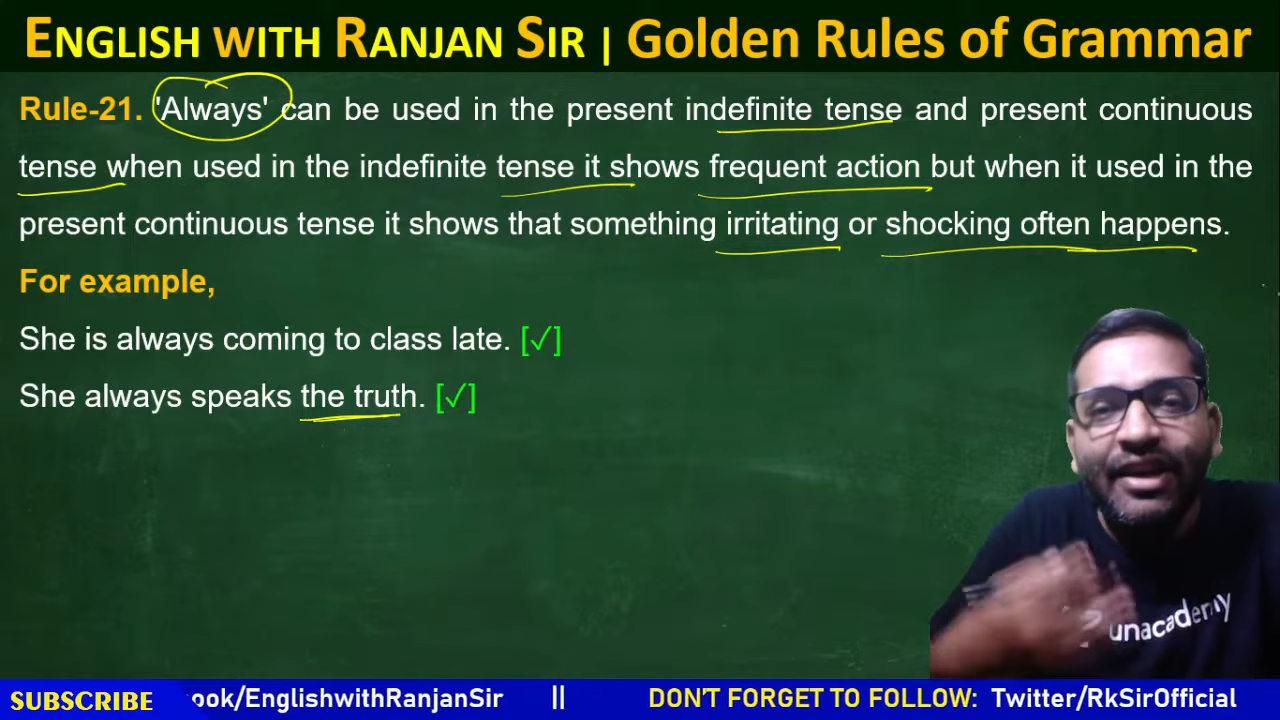 ENGLISH WITH RANJAN SIR | Golden Rules of Grammar
Rule-21. 'Always' can be used in the present indefinite tense and present continuous
tense when used in the indefinite tense it shows frequent action but when it used in the
present continuous tense it shows that something irritating or shocking often happens.
For example,
She is always coming to class late. [✓]
She always speaks the truth. [✓]
unacademy
SUBSCRIBE ook/EnglishwithRanjanSir || DON'T FORGET TO FOLLOW: Twitter/RkSirOfficial